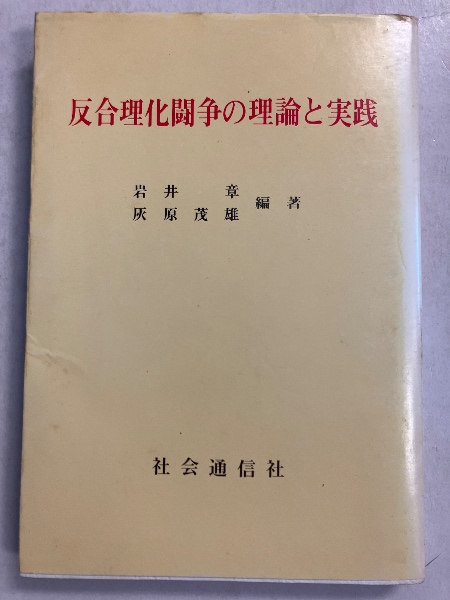 反合理化闘争の理論と実践
岩井 章
灰原茂雄 編著
社会通信社